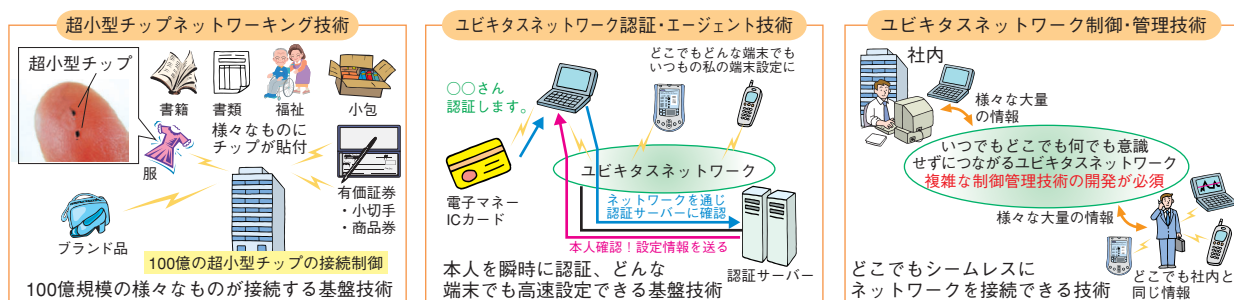 超小型チップネットワーキング技術
超小型チップ
書籍
書類
福祉
小包
様々なものに
チップが貼付
服
有価証券
・小切手
・商品券
ブランド品
100億の超小型チップの接続制御
100億規模の様々なものが接続する基盤技術
ユビキタスネットワーク認証・エージェント技術
どこでもどんな端末でも
いつもの私の端末設定に
○○さん
認証します。
ユビキタスネットワーク
電子マネー
ICカード
ネットワークを通じ
認証サーバーに確認
本人確認！設定情報を送る
認証サーバー
本人を瞬時に認証、どんな
端末でも高速設定できる基盤技術
ユビキタスネットワーク制御・管理技術
社内
様々な大量
の情報
いつでもどこでも何でも意識
せずにつながるユビキタスネットワーク
複雑な制御管理技術の開発が必須
様々な大量の情報
どこでも社内と
同じ情報
どこでもシームレスに
ネットワークを接続できる技術